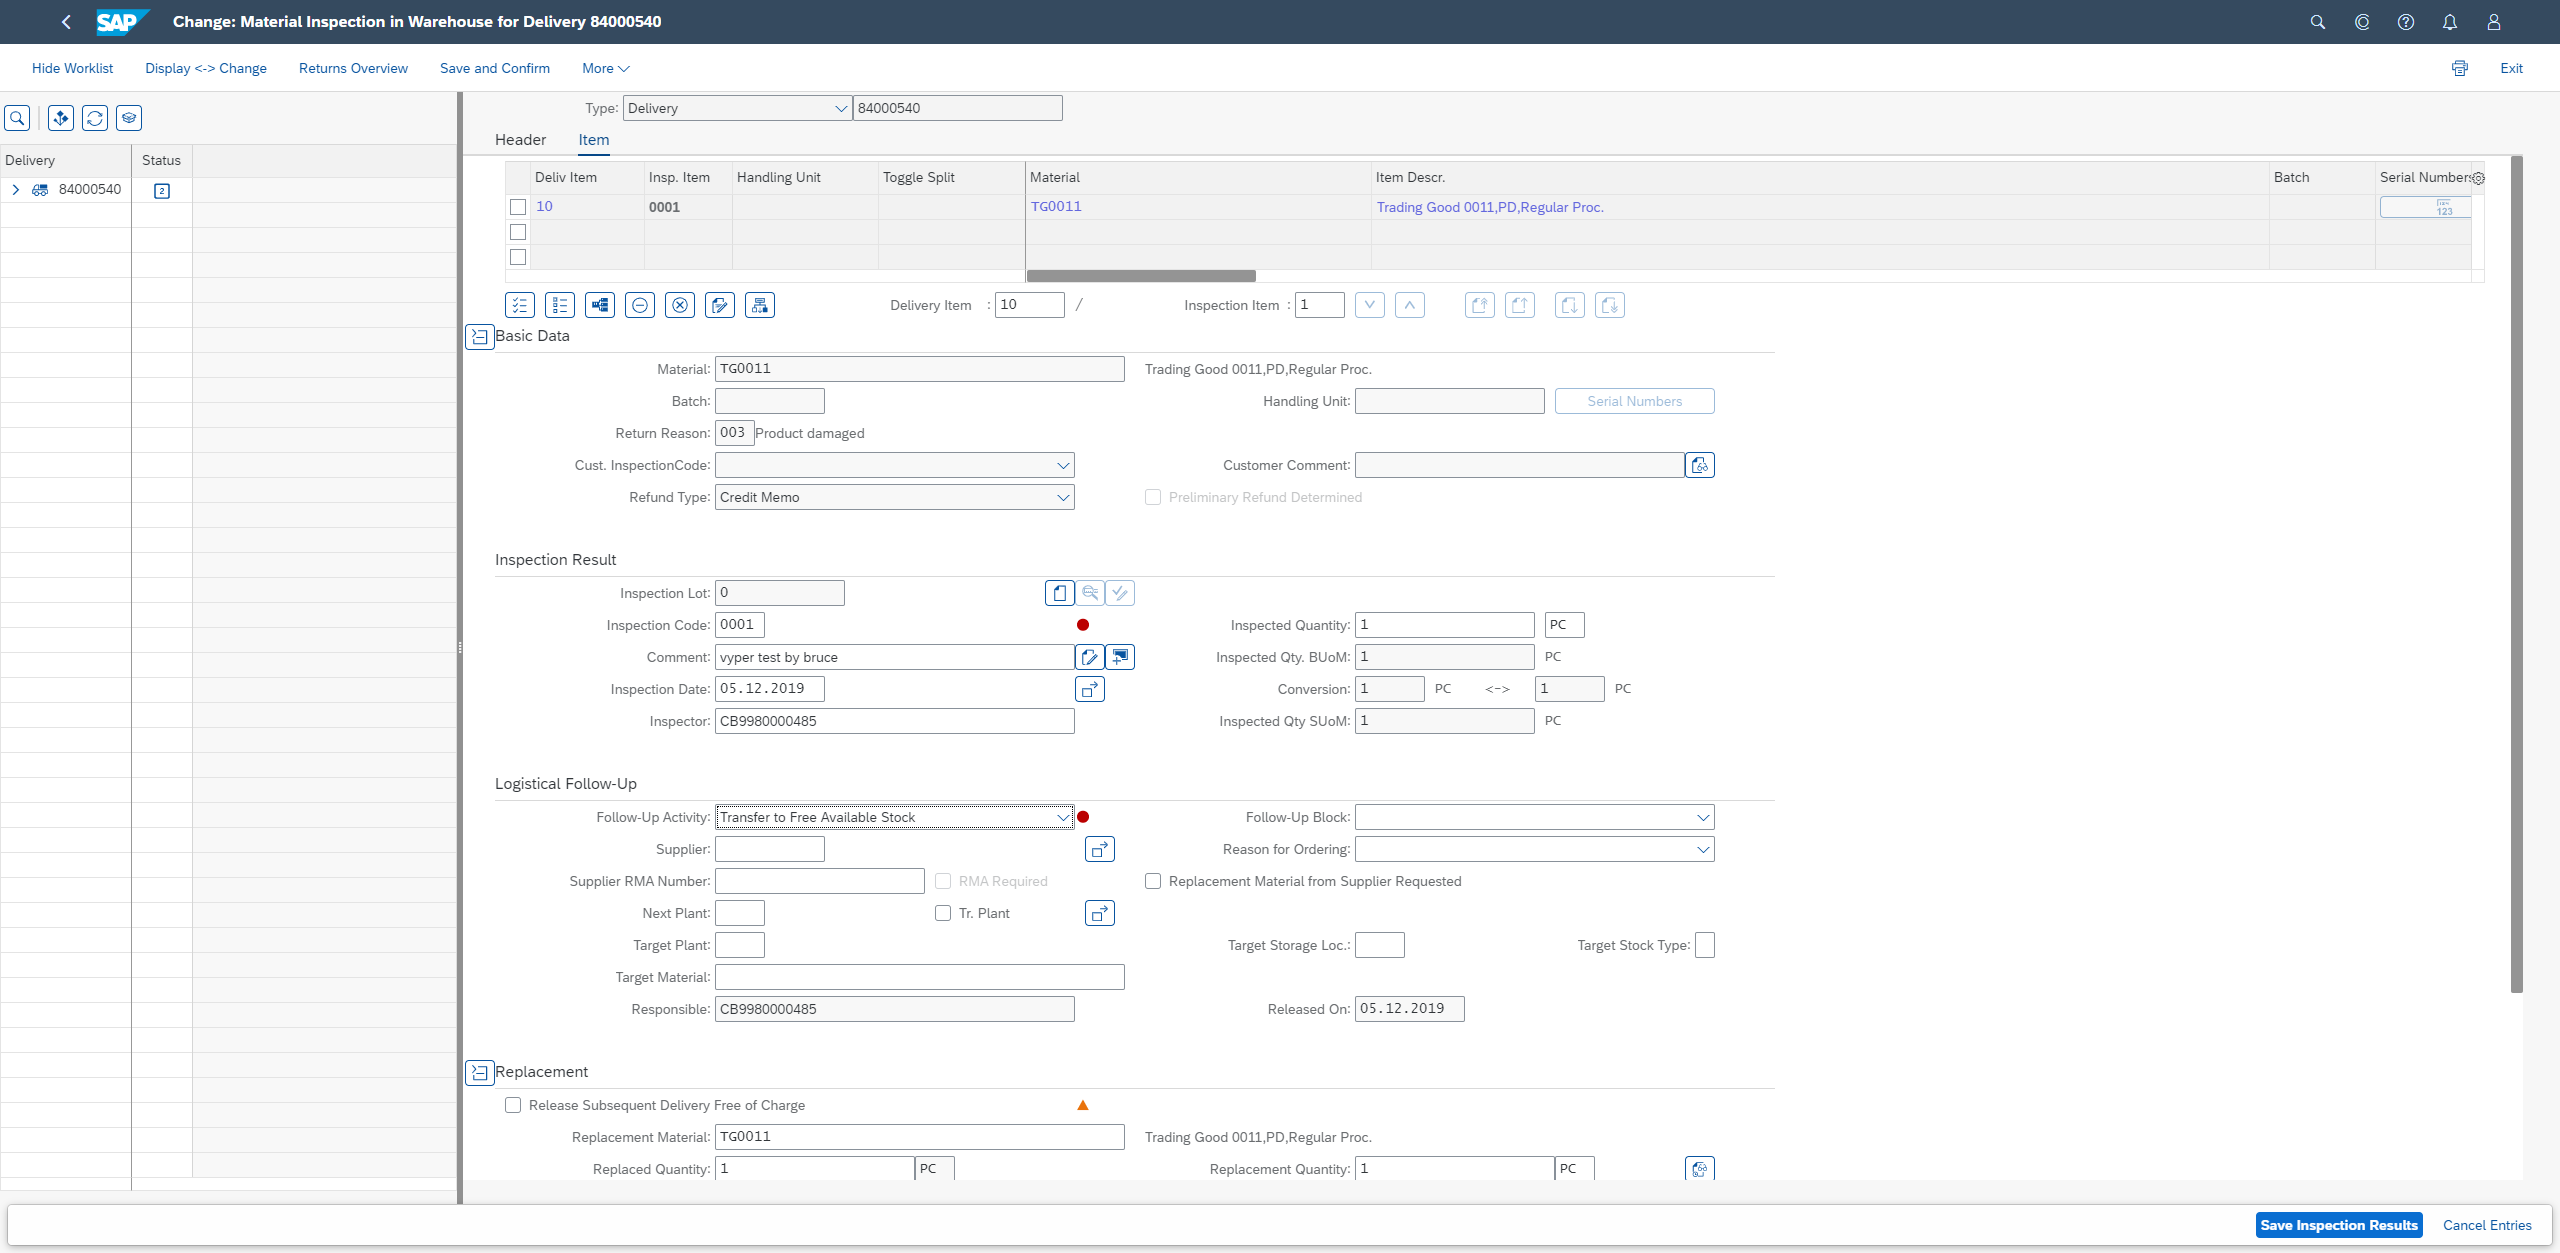 SAP Change: Material Inspection in Warehouse for Delivery 84000540
Hide Worklist Display <-> Change Returns Overview Save and Confirm More Exit
Type: Delivery 84000540
Header Item
Delivery Status
84000540 2
Deliv Item Insp. Item Handling Unit Toggle Split Material Item Descr. Batch Serial Numbers
10 0001 TG0011 Trading Good 0011,PD,Regular Proc. 123
Delivery Item : 10 / Inspection Item : 1
Basic Data
Material: TG0011 Trading Good 0011,PD,Regular Proc.
Batch: Handling Unit: Serial Numbers
Return Reason: 003 Product damaged
Cust. InspectionCode: Customer Comment:
Refund Type: Credit Memo Preliminary Refund Determined
Inspection Result
Inspection Lot: 0
Inspection Code: 0001 Inspected Quantity: 1 PC
Comment: vyper test by bruce Inspected Qty. BUoM: 1 PC
Inspection Date: 05.12.2019 Conversion: 1 PC <-> 1 PC
Inspector: CB9980000485 Inspected Qty SUoM: 1 PC
Logistical Follow-Up
Follow-Up Activity: Transfer to Free Available Stock Follow-Up Block:
Supplier: Reason for Ordering:
Supplier RMA Number: RMA Required Replacement Material from Supplier Requested
Next Plant: Tr. Plant
Target Plant: Target Storage Loc.: Target Stock Type:
Target Material:
Responsible: CB9980000485 Released On: 05.12.2019
Replacement
Release Subsequent Delivery Free of Charge
Replacement Material: TG0011 Trading Good 0011,PD,Regular Proc.
Replaced Quantity: 1 PC Replacement Quantity: 1 PC
Save Inspection Results Cancel Entries